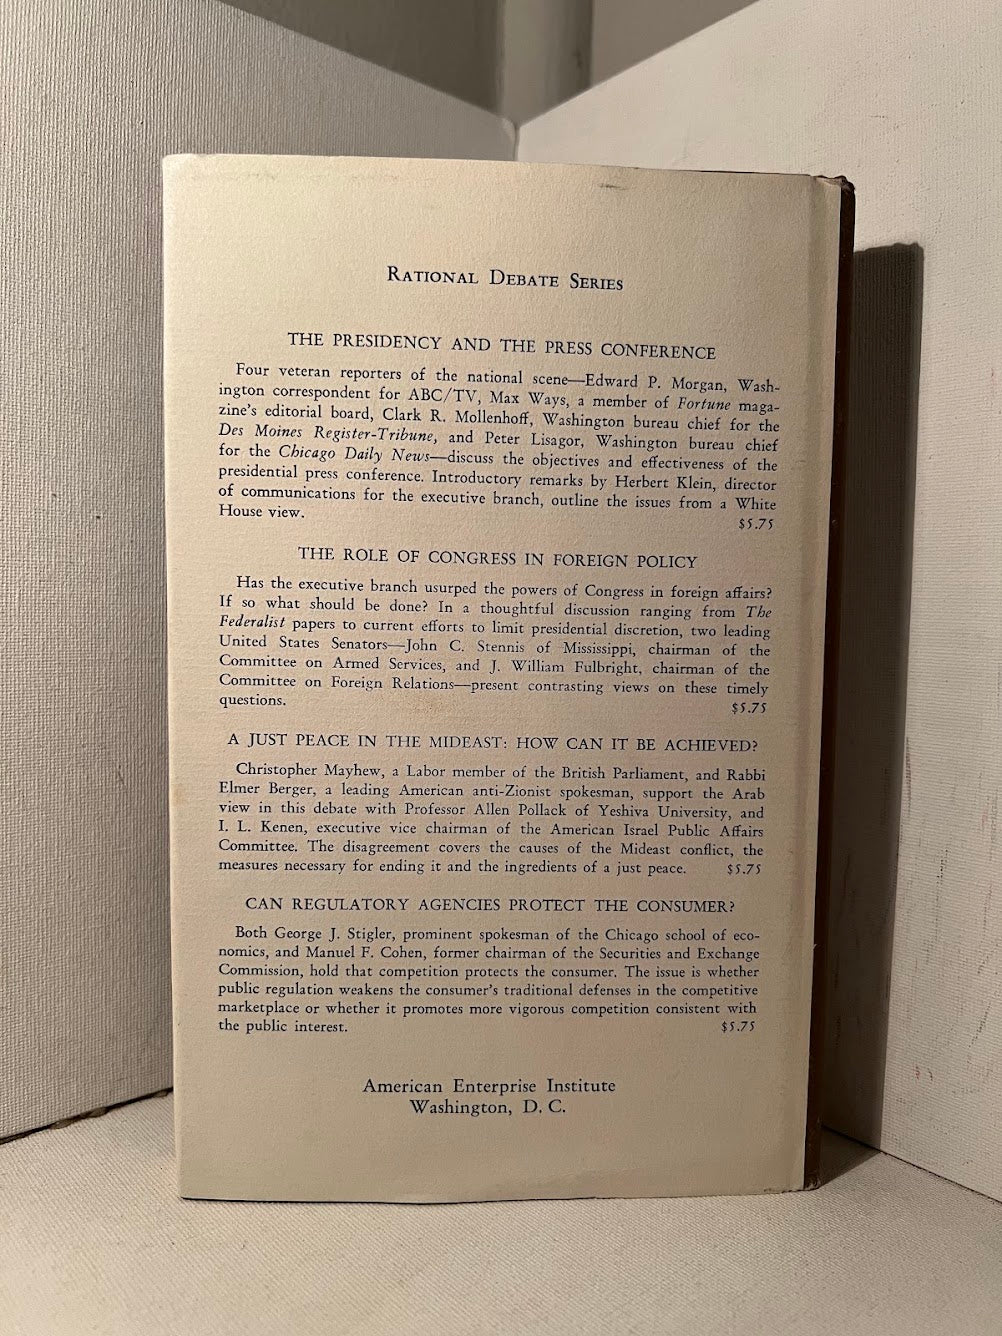 RATIONAL DEBATE SERIES
THE PRESIDENCY AND THE PRESS CONFERENCE
Four veteran reporters of the national scene—Edward P. Morgan, Wash-
ington correspondent for ABC/TV, Max Ways, a member of Fortune maga-
zine's editorial board, Clark R. Mollenhoff, Washington bureau chief for the
Des Moines Register-Tribune, and Peter Lisagor, Washington bureau chief
for the Chicago Daily News—discuss the objectives and effectiveness of the
presidential press conference. Introductory remarks by Herbert Klein, director
of communications for the executive branch, outline the issues from a White
House view. $5.75
THE ROLE OF CONGRESS IN FOREIGN POLICY
Has the executive branch usurped the powers of Congress in foreign affairs?
If so what should be done? In a thoughtful discussion ranging from The
Federalist papers to current efforts to limit presidential discretion, two leading
United States Senators—John C. Stennis of Mississippi, chairman of the
Committee on Armed Services, and J. William Fulbright, chairman of the
Committee on Foreign Relations—present contrasting views on these timely
questions. $5.75
A JUST PEACE IN THE MIDEAST: HOW CAN IT BE ACHIEVED?
Christopher Mayhew, a Labor member of the British Parliament, and Rabbi
Elmer Berger, a leading American anti-Zionist spokesman, support the Arab
view in this debate with Professor Allen Pollack of Yeshiva University, and
I. L. Kenen, executive vice chairman of the American Israel Public Affairs
Committee. The disagreement covers the causes of the Mideast conflict, the
measures necessary for ending it and the ingredients of a just peace. $5.75
CAN REGULATORY AGENCIES PROTECT THE CONSUMER?
Both George J. Stigler, prominent spokesman of the Chicago school of eco-
nomics, and Manuel F. Cohen, former chairman of the Securities and Exchange
Commission, hold that competition protects the consumer. The issue is whether
public regulation weakens the consumer's traditional defenses in the competitive
marketplace or whether it promotes more vigorous competition consistent with
the public interest. $5.75
American Enterprise Institute
Washington, D. C.